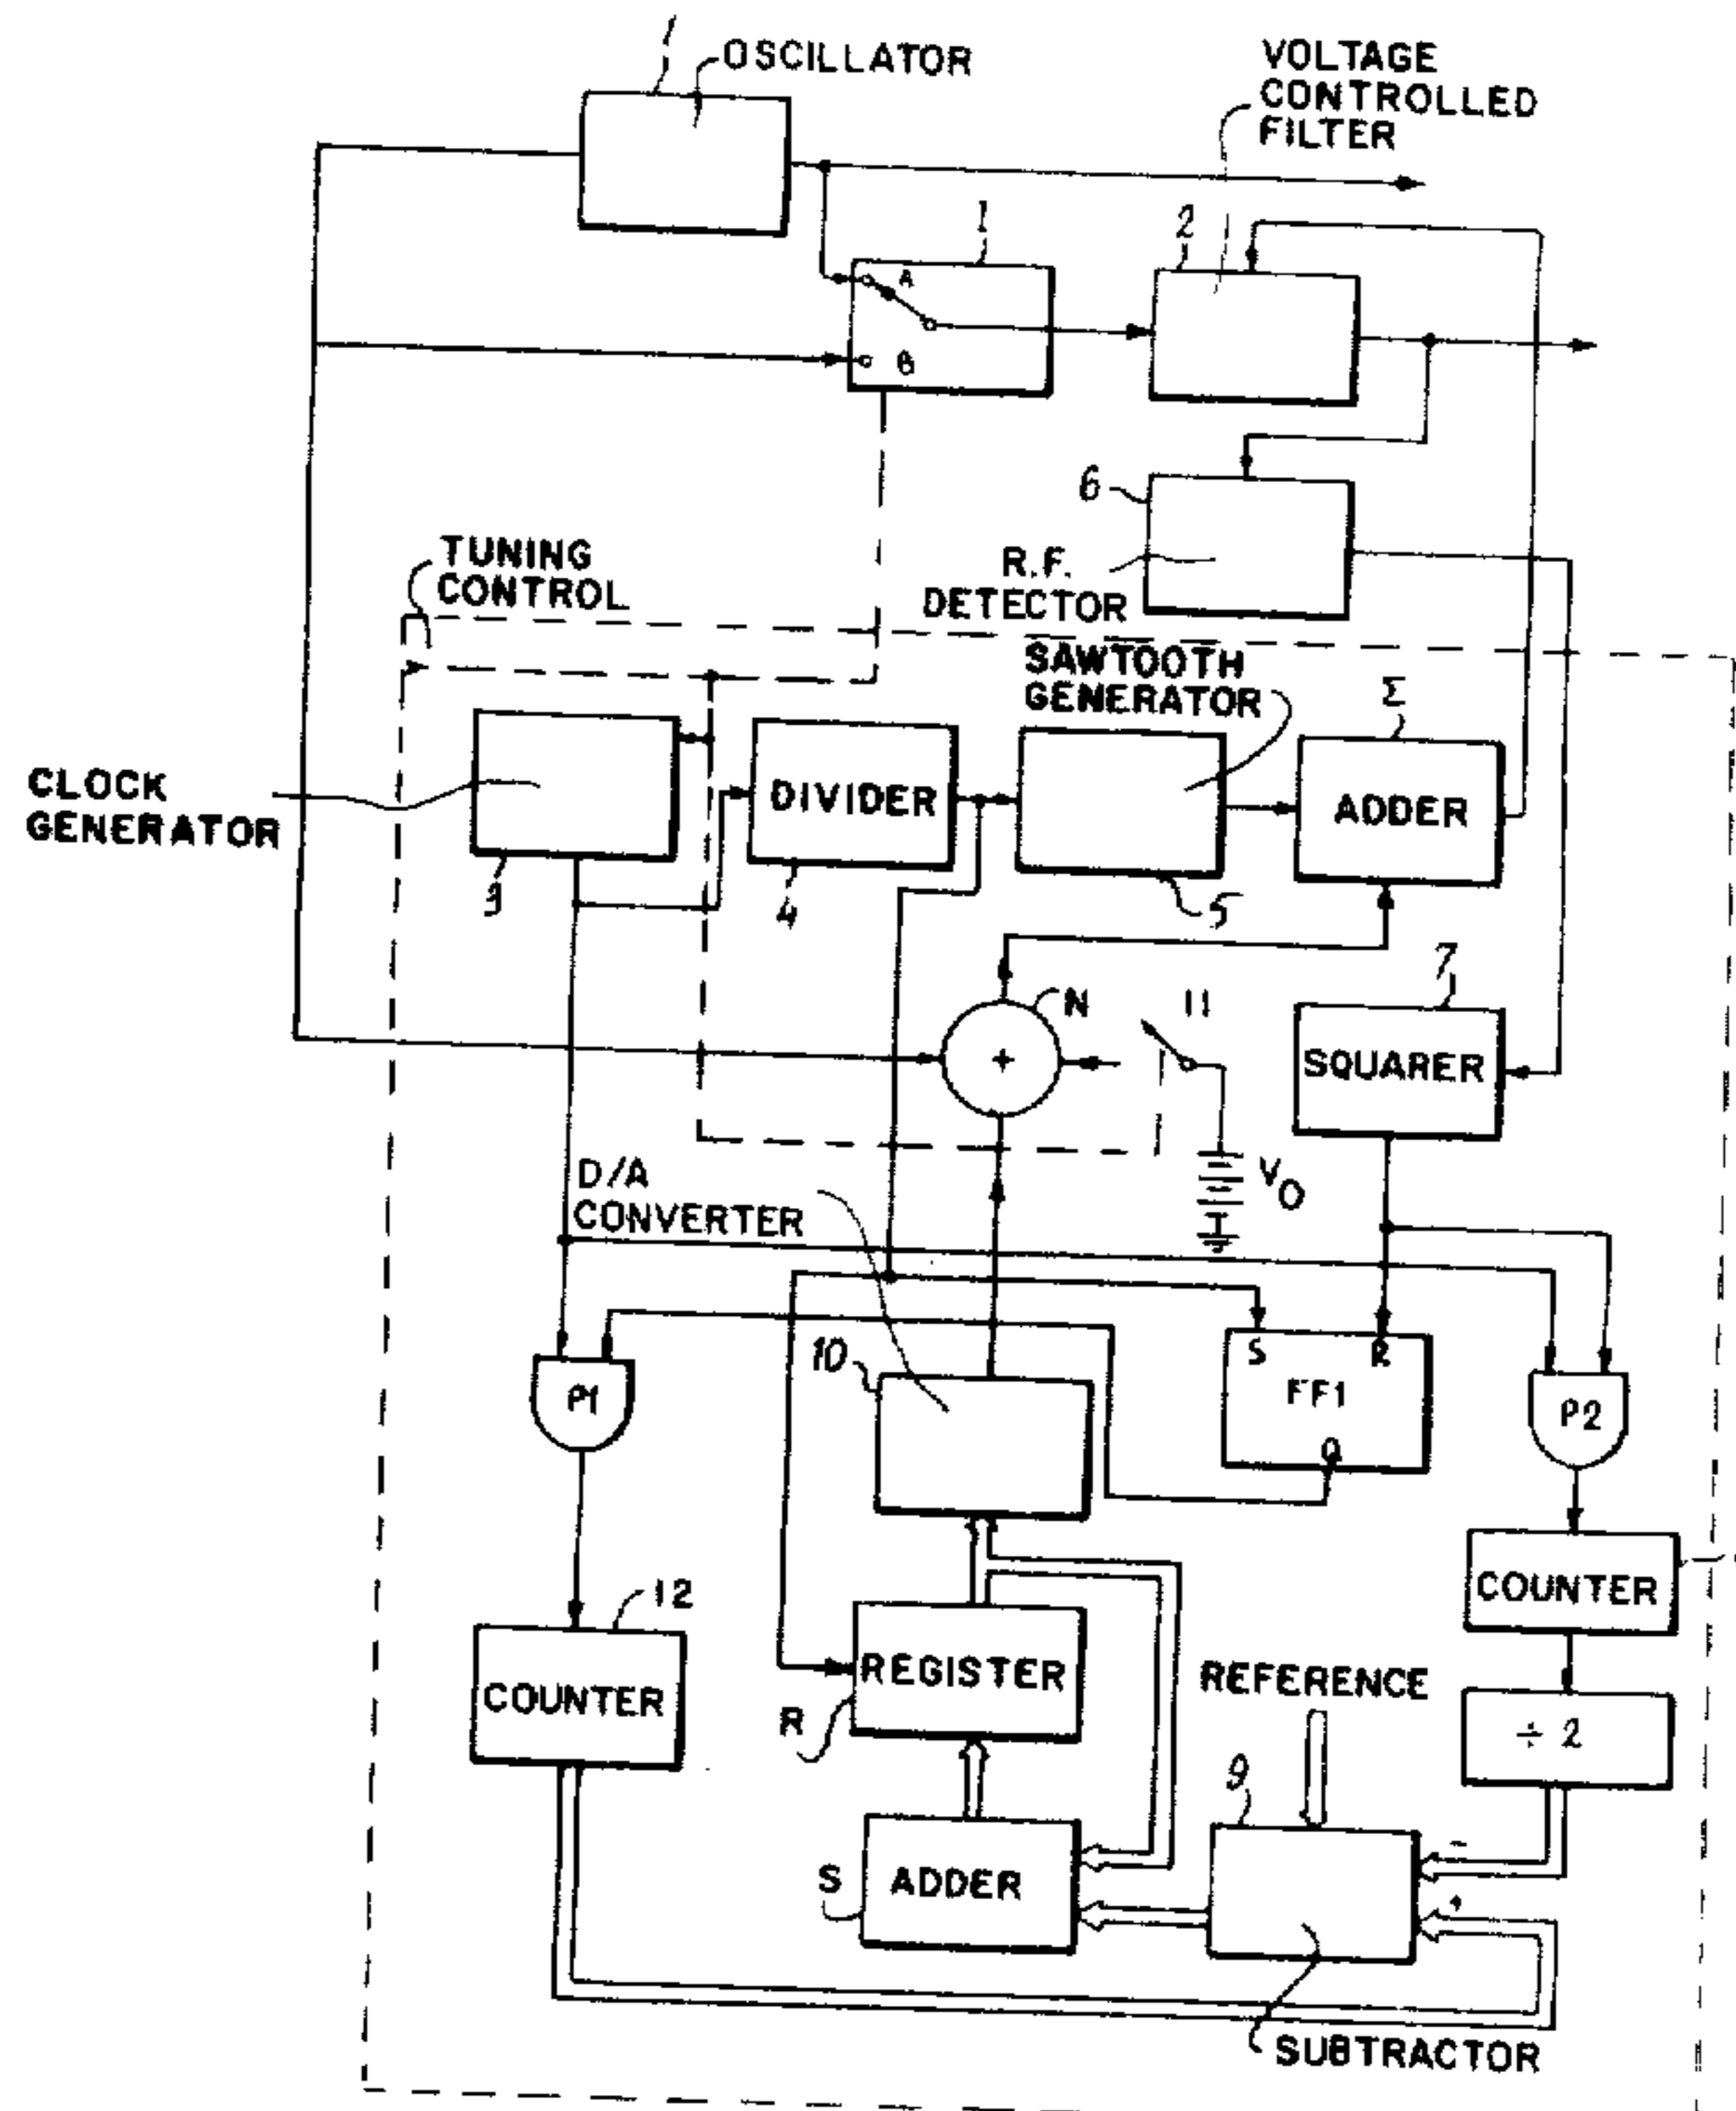 OSCILLATOR
VOLTAGE
CONTROLLED
FILTER
1
2
A
B
6
R.F.
DETECTOR
TUNING
CONTROL
SAWTOOTH
GENERATOR
Σ
CLOCK
GENERATOR
DIVIDER
ADDER
3
4
5
N
11
7
SQUARER
+
D/A
CONVERTER
VO
10
S
R
FF1
Q
P1
P2
12
COUNTER
COUNTER
REGISTER
R
REFERENCE
÷ 2
9
S
ADDER
-
+
SUBTRACTOR